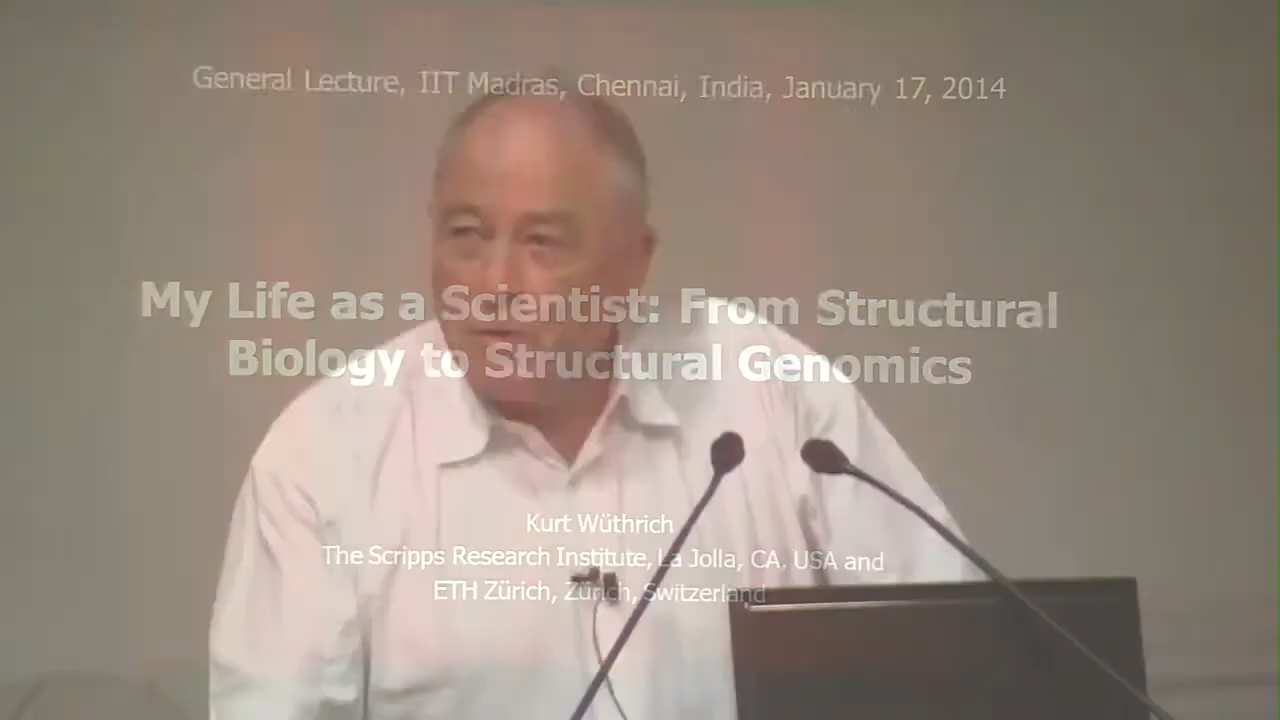 General Lecture, IIT Madras, Chennai, India, January 17, 2014
My Life as a Scientist: From Structural
Biology to Structural Genomics
Kurt Wüthrich
The Scripps Research Institute, La Jolla, CA, USA and
ETH Zürich, Zürich, Switzerland